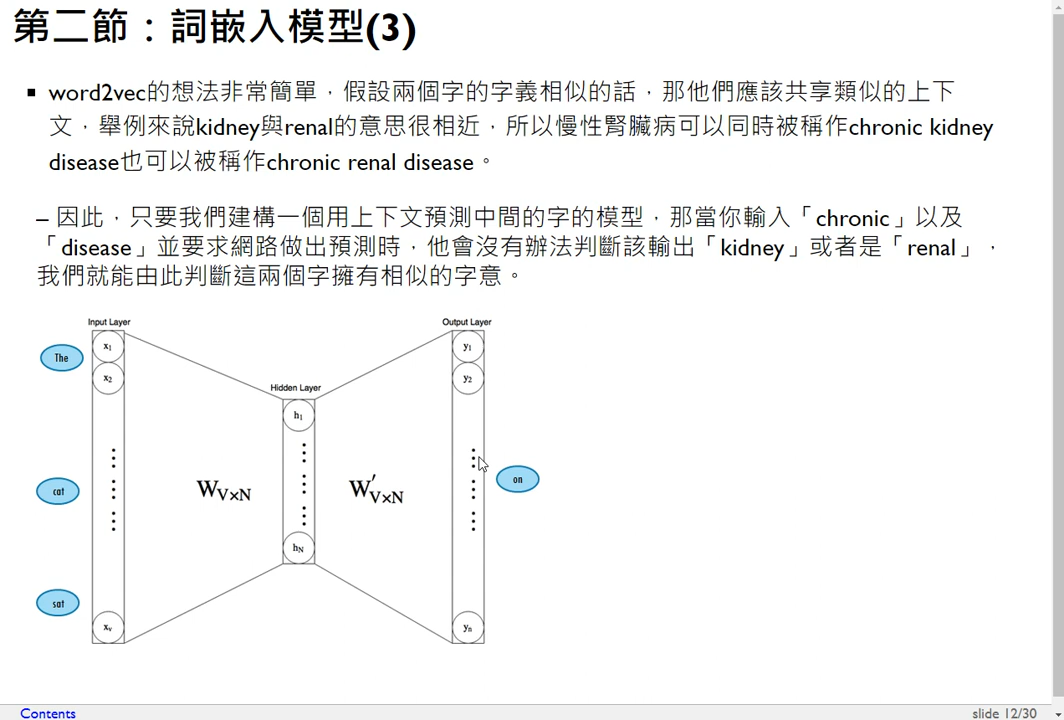 第二節：詞嵌入模型(3)
▪ word2vec的想法非常簡單，假設兩個字的字義相似的話，那他們應該共享類似的上下
文，舉例來說kidney與renal的意思很相近，所以慢性腎臟病可以同時被稱作chronic kidney
disease也可以被稱作chronic renal disease。
– 因此，只要我們建構一個用上下文預測中間的字的模型，那當你輸入「chronic」以及
「disease」並要求網路做出預測時，他會沒有辦法判斷該輸出「kidney」或者是「renal」，
我們就能由此判斷這兩個字擁有相似的字意。
Input Layer
Output Layer
x1
y1
The
x2
y2
Hidden Layer
h1
cat
WV×N
W′V×N
on
hN
sat
xv
yn
Contents
slide 12/30